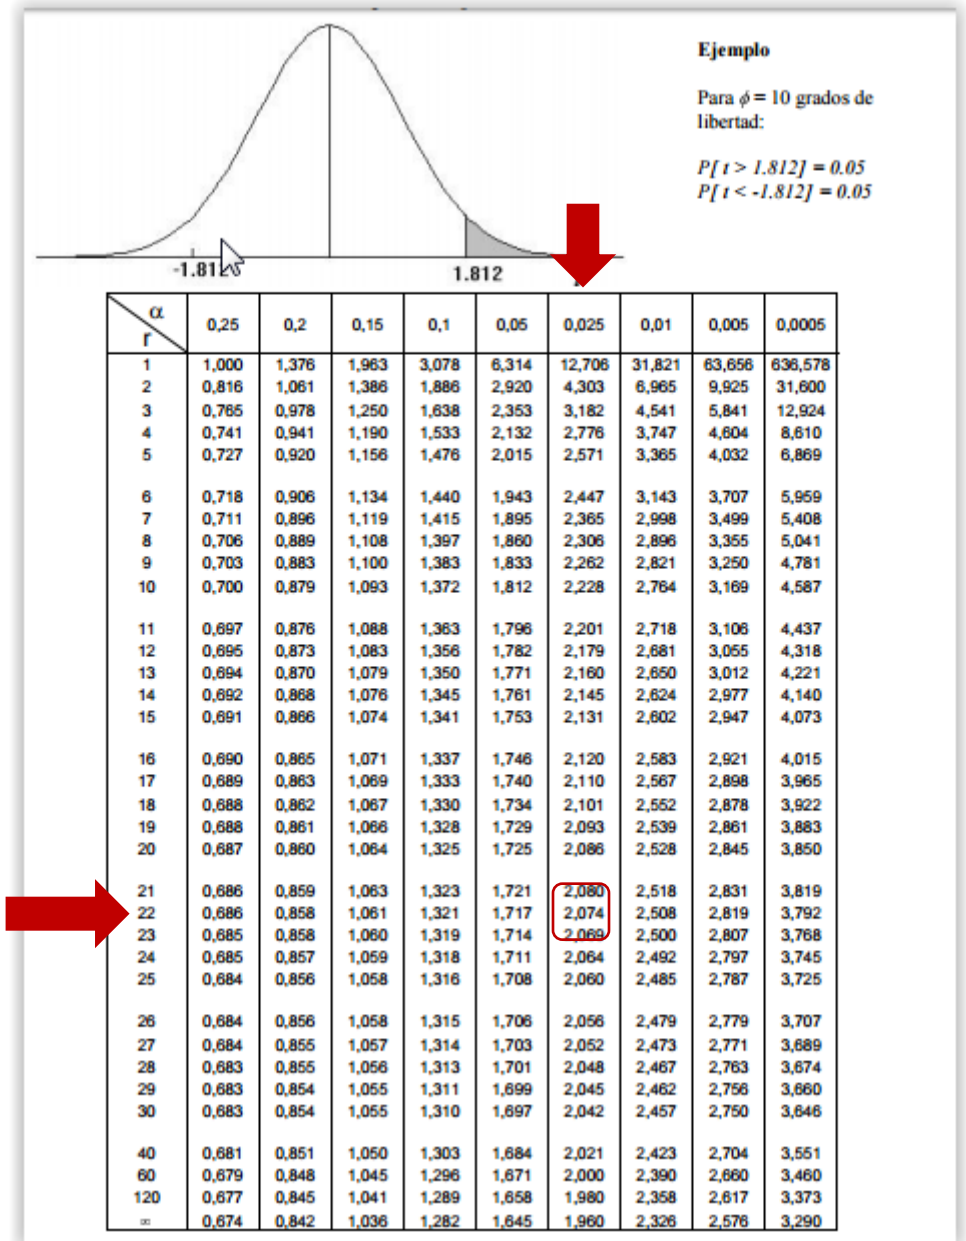 Ejemplo
Para ϕ = 10 grados de
libertad:
P[ t > 1.812] = 0.05
P[ t < -1.812] = 0.05
-1.812
1.812
α
r
0,25 0,2 0,15 0,1 0,05 0,025 0,01 0,005 0,0005
1 1,000 1,376 1,963 3,078 6,314 12,706 31,821 63,656 636,578
2 0,816 1,061 1,386 1,886 2,920 4,303 6,965 9,925 31,600
3 0,765 0,978 1,250 1,638 2,353 3,182 4,541 5,841 12,924
4 0,741 0,941 1,190 1,533 2,132 2,776 3,747 4,604 8,610
5 0,727 0,920 1,156 1,476 2,015 2,571 3,365 4,032 6,869
6 0,718 0,906 1,134 1,440 1,943 2,447 3,143 3,707 5,959
7 0,711 0,896 1,119 1,415 1,895 2,365 2,998 3,499 5,408
8 0,706 0,889 1,108 1,397 1,860 2,306 2,896 3,355 5,041
9 0,703 0,883 1,100 1,383 1,833 2,262 2,821 3,250 4,781
10 0,700 0,879 1,093 1,372 1,812 2,228 2,764 3,169 4,587
11 0,697 0,876 1,088 1,363 1,796 2,201 2,718 3,106 4,437
12 0,695 0,873 1,083 1,356 1,782 2,179 2,681 3,055 4,318
13 0,694 0,870 1,079 1,350 1,771 2,160 2,650 3,012 4,221
14 0,692 0,868 1,076 1,345 1,761 2,145 2,624 2,977 4,140
15 0,691 0,866 1,074 1,341 1,753 2,131 2,602 2,947 4,073
16 0,690 0,865 1,071 1,337 1,746 2,120 2,583 2,921 4,015
17 0,689 0,863 1,069 1,333 1,740 2,110 2,567 2,898 3,965
18 0,688 0,862 1,067 1,330 1,734 2,101 2,552 2,878 3,922
19 0,688 0,861 1,066 1,328 1,729 2,093 2,539 2,861 3,883
20 0,687 0,860 1,064 1,325 1,725 2,086 2,528 2,845 3,850
21 0,686 0,859 1,063 1,323 1,721 2,080 2,518 2,831 3,819
22 0,686 0,858 1,061 1,321 1,717 2,074 2,508 2,819 3,792
23 0,685 0,858 1,060 1,319 1,714 2,069 2,500 2,807 3,768
24 0,685 0,857 1,059 1,318 1,711 2,064 2,492 2,797 3,745
25 0,684 0,856 1,058 1,316 1,708 2,060 2,485 2,787 3,725
26 0,684 0,856 1,058 1,315 1,706 2,056 2,479 2,779 3,707
27 0,684 0,855 1,057 1,314 1,703 2,052 2,473 2,771 3,689
28 0,683 0,855 1,056 1,313 1,701 2,048 2,467 2,763 3,674
29 0,683 0,854 1,055 1,311 1,699 2,045 2,462 2,756 3,660
30 0,683 0,854 1,055 1,310 1,697 2,042 2,457 2,750 3,646
40 0,681 0,851 1,050 1,303 1,684 2,021 2,423 2,704 3,551
60 0,679 0,848 1,045 1,296 1,671 2,000 2,390 2,660 3,460
120 0,677 0,845 1,041 1,289 1,658 1,980 2,358 2,617 3,373
∞ 0,674 0,842 1,036 1,282 1,645 1,960 2,326 2,576 3,290